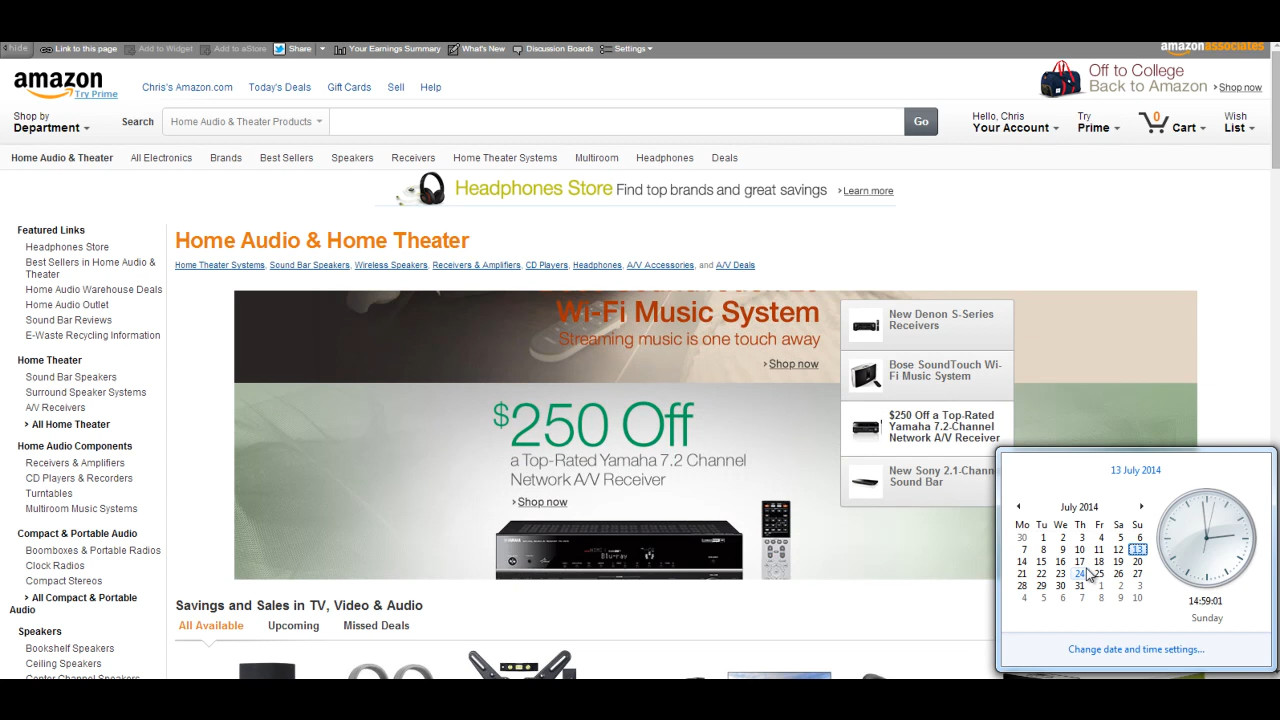 hide Link to this page Add to Widget Add to aStore Share Your Earnings Summary What's New Discussion Boards Settings
amazonassociates
amazon
Try Prime
Chris's Amazon.com Today's Deals Gift Cards Sell Help
Off to College
Back to Amazon Shop now
Shop by
Department
Search Home Audio & Theater Products Go
Hello, Chris
Your Account
Try
Prime
0
Cart
Wish
List
Home Audio & Theater All Electronics Brands Best Sellers Speakers Receivers Home Theater Systems Multiroom Headphones Deals
Headphones Store Find top brands and great savings Learn more
Featured Links
Headphones Store
Best Sellers in Home Audio &
Theater
Home Audio Warehouse Deals
Home Audio Outlet
Sound Bar Reviews
E-Waste Recycling Information
Home Theater
Sound Bar Speakers
Surround Speaker Systems
A/V Receivers
All Home Theater
Home Audio Components
Receivers & Amplifiers
CD Players & Recorders
Turntables
Multiroom Music Systems
Compact & Portable Audio
Boomboxes & Portable Radios
Clock Radios
Compact Stereos
All Compact & Portable
Audio
Speakers
Bookshelf Speakers
Ceiling Speakers
Center Channel Speakers
Home Audio & Home Theater
Home Theater Systems, Sound Bar Speakers, Wireless Speakers, Receivers & Amplifiers, CD Players, Headphones, A/V Accessories, and A/V Deals
Wi-Fi Music System
Streaming music is one touch away
Shop now
$250 Off
a Top-Rated Yamaha 7.2 Channel
Network A/V Receiver
Shop now
New Denon S-Series
Receivers
Bose SoundTouch Wi-
Fi Music System
$250 Off a Top-Rated
Yamaha 7.2-Channel
Network A/V Receiver
New Sony 2.1-Chann
Sound Bar
Savings and Sales in TV, Video & Audio
All Available Upcoming Missed Deals
13 July 2014
July 2014
Mo Tu We Th Fr Sa Su
30 1 2 3 4 5 6
7 8 9 10 11 12 13
14 15 16 17 18 19 20
21 22 23 24 25 26 27
28 29 30 31 1 2 3
4 5 6 7 8 9 10
14:59:01
Sunday
Change date and time settings...